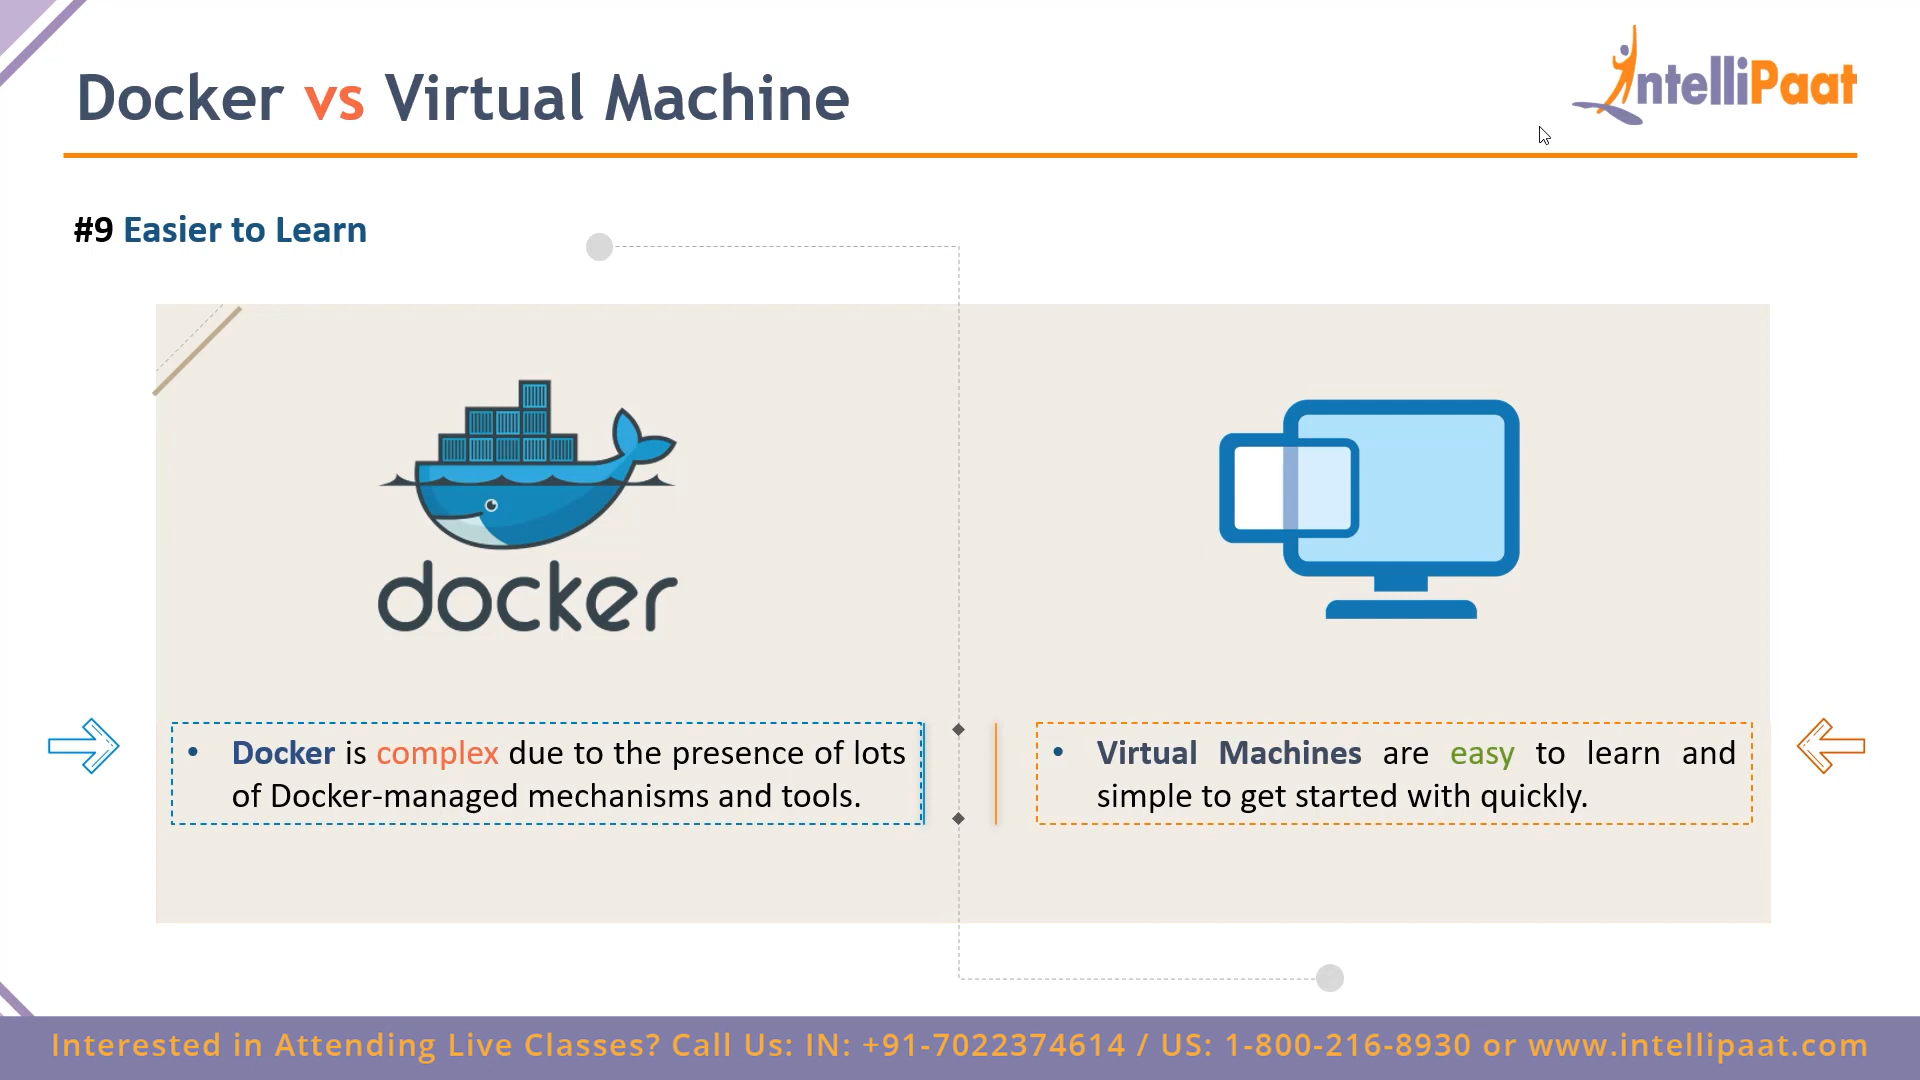 Docker vs Virtual Machine
IntelliPaat
#9 Easier to Learn
docker
• Docker is complex due to the presence of lots
of Docker-managed mechanisms and tools.
• Virtual Machines are easy to learn and
simple to get started with quickly.
Interested in Attending Live Classes? Call Us: IN: +91-7022374614 / US: 1-800-216-8930 or www.intellipaat.com